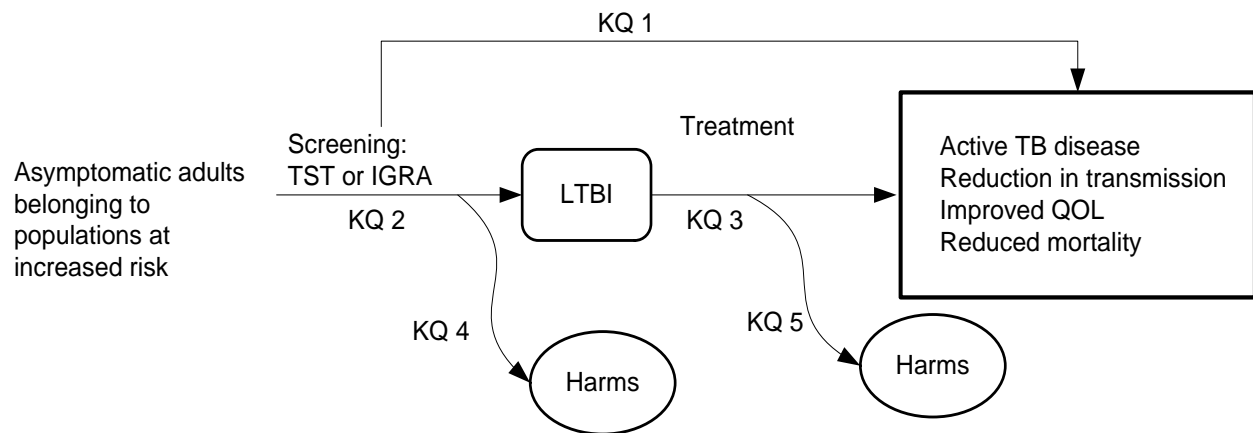 KQ 1
Asymptomatic adults
belonging to
populations at
increased risk
Screening:
TST or IGRA
KQ 2
LTBI
Treatment
KQ 3
Active TB disease
Reduction in transmission
Improved QOL
Reduced mortality
KQ 4
Harms
KQ 5
Harms